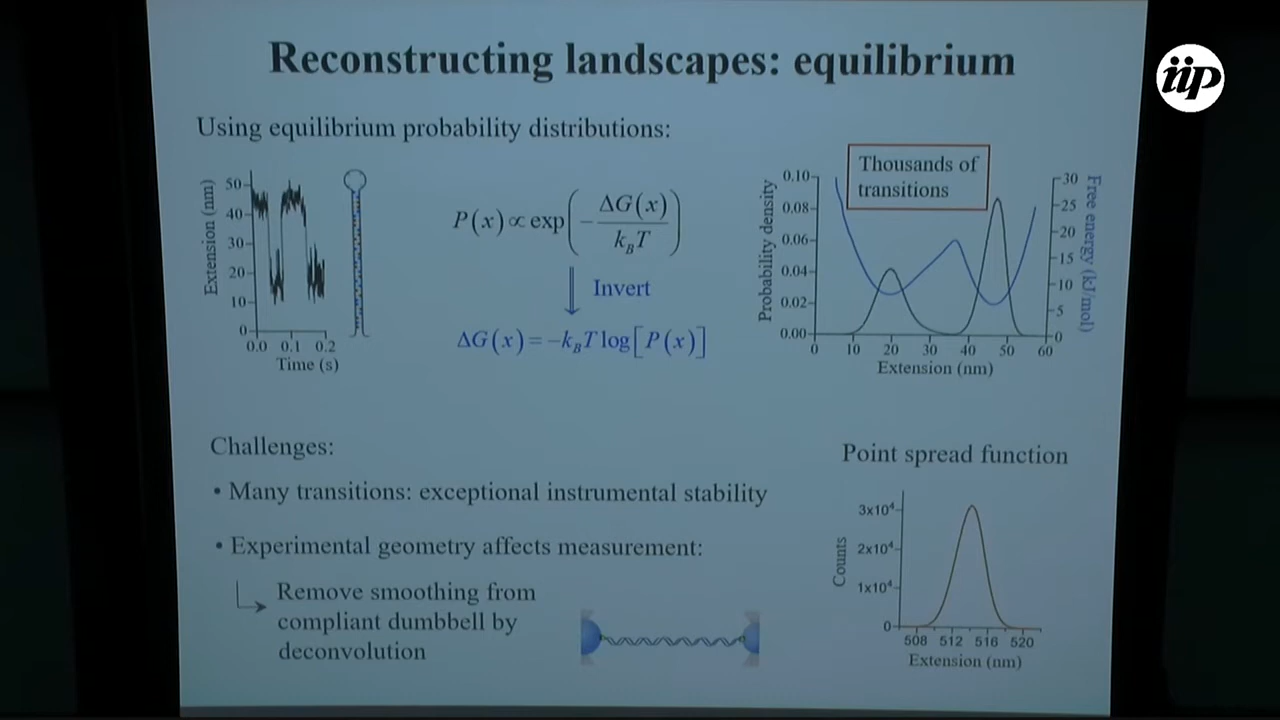 Reconstructing landscapes: equilibrium
iip
Using equilibrium probability distributions:
Extension (nm)
50
40
30
20
10
0
0.0 0.1 0.2
Time (s)
P(x)∝exp(−ΔG(x)/k_BT)
Invert
ΔG(x)=−k_BT log[P(x)]
Thousands of
transitions
Probability density
0.10
0.08
0.06
0.04
0.02
0.00
0 10 20 30 40 50 60
Extension (nm)
30
25
20
15
10
5
0
Free energy (kJ/mol)
Challenges:
• Many transitions: exceptional instrumental stability
• Experimental geometry affects measurement:
Remove smoothing from
compliant dumbbell by
deconvolution
Point spread function
Counts
3x10⁴
2x10⁴
1x10⁴
0
508 512 516 520
Extension (nm)